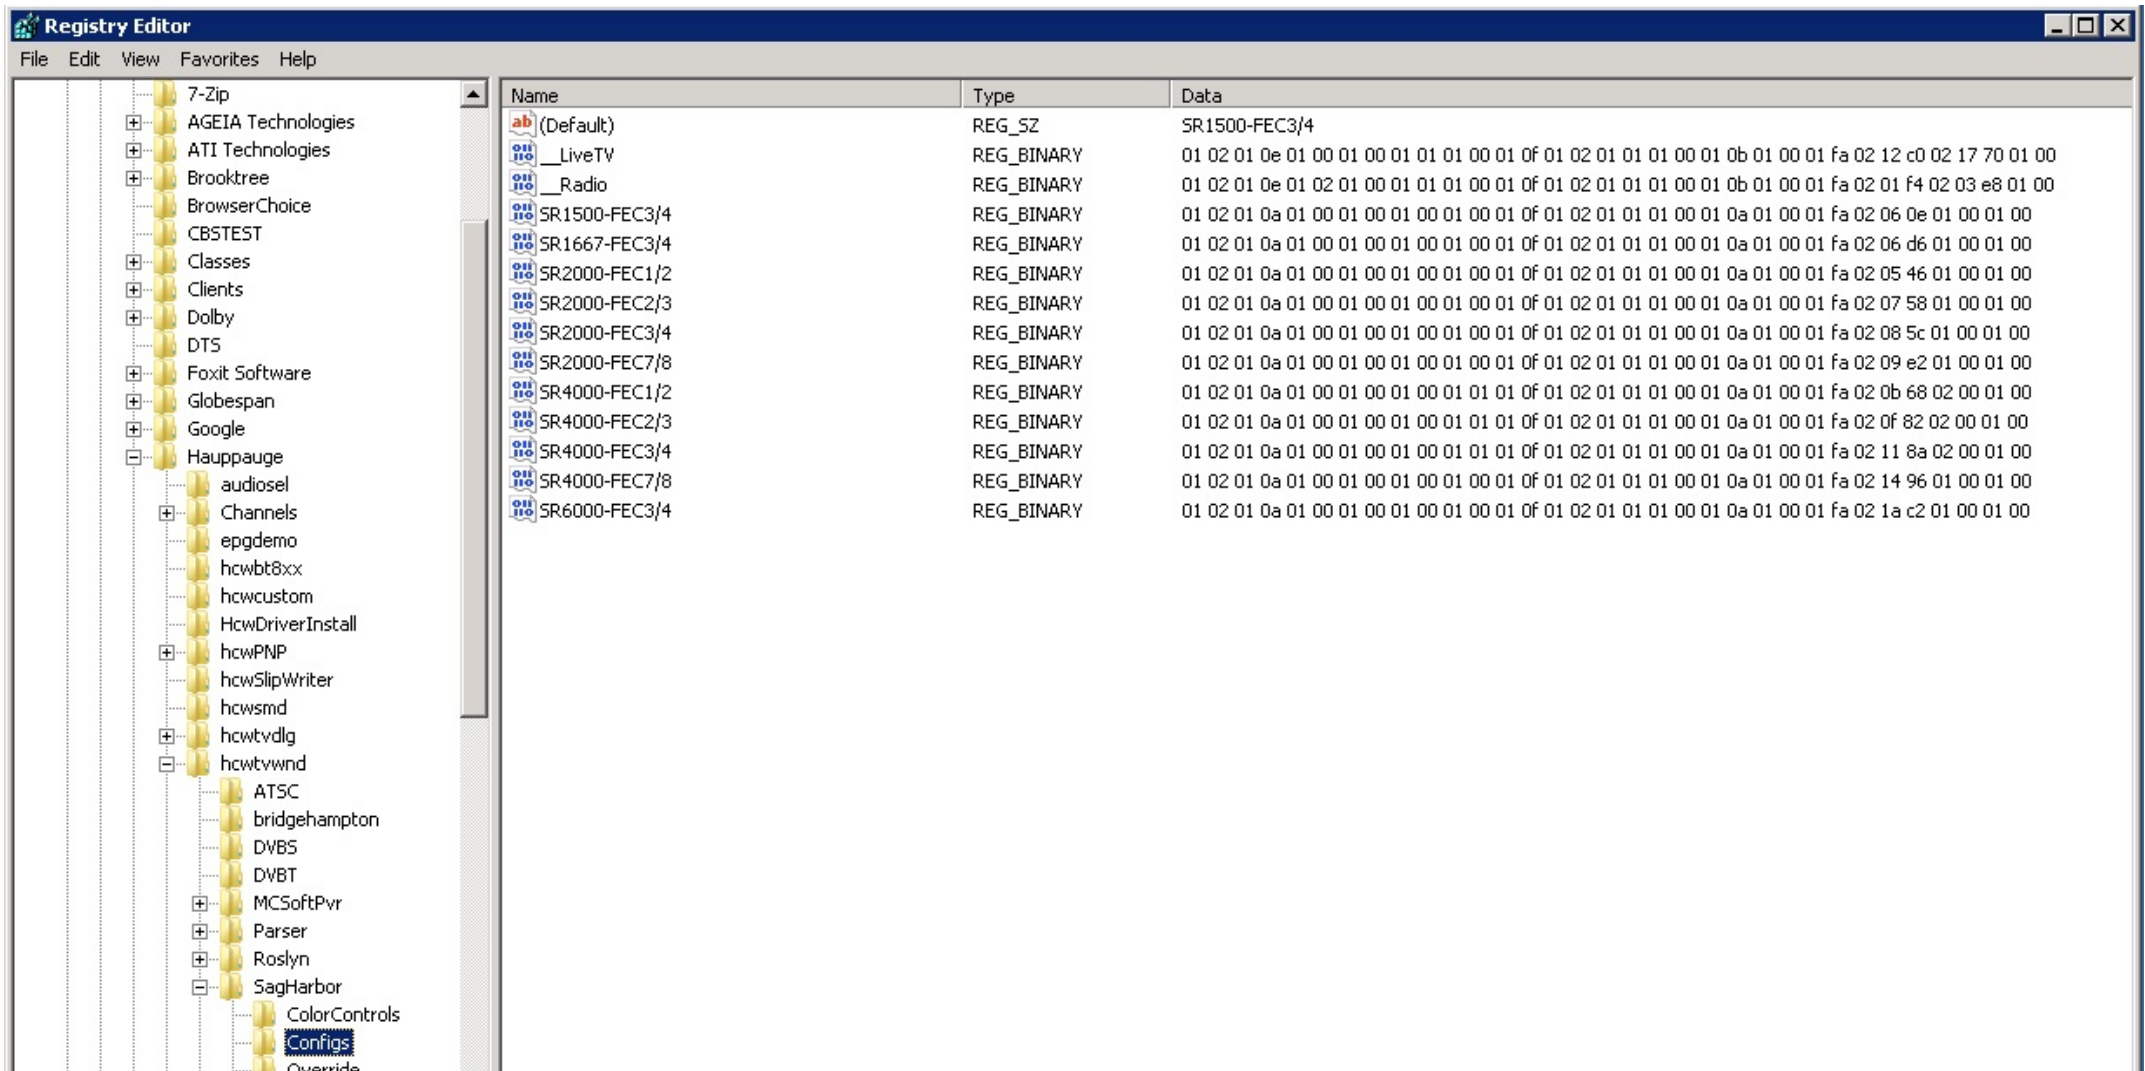 Registry Editor
File Edit View Favorites Help
7-Zip
AGEIA Technologies
ATI Technologies
Brooktree
BrowserChoice
CBSTEST
Classes
Clients
Dolby
DTS
Foxit Software
Globespan
Google
Hauppauge
audiosel
Channels
epgdemo
hcwbt8xx
hcwcustom
HcwDriverInstall
hcwPNP
hcwSlipWriter
hcwsmd
hcwtvdlg
hcwtvwnd
ATSC
bridgehampton
DVBS
DVBT
MCSoftPvr
Parser
Roslyn
SagHarbor
ColorControls
Configs
Override
Name Type Data
(Default) REG_SZ SR1500-FEC3/4
__LiveTV REG_BINARY 01 02 01 0e 01 00 01 00 01 01 01 00 01 0f 01 02 01 01 01 00 01 0b 01 00 01 fa 02 12 c0 02 17 70 01 00
__Radio REG_BINARY 01 02 01 0e 01 02 01 00 01 01 01 00 01 0f 01 02 01 01 01 00 01 0b 01 00 01 fa 02 01 f4 02 03 e8 01 00
SR1500-FEC3/4 REG_BINARY 01 02 01 0a 01 00 01 00 01 00 01 00 01 0f 01 02 01 01 01 00 01 0a 01 00 01 fa 02 06 0e 01 00 01 00
SR1667-FEC3/4 REG_BINARY 01 02 01 0a 01 00 01 00 01 00 01 00 01 0f 01 02 01 01 01 00 01 0a 01 00 01 fa 02 06 d6 01 00 01 00
SR2000-FEC1/2 REG_BINARY 01 02 01 0a 01 00 01 00 01 00 01 00 01 0f 01 02 01 01 01 00 01 0a 01 00 01 fa 02 05 46 01 00 01 00
SR2000-FEC2/3 REG_BINARY 01 02 01 0a 01 00 01 00 01 00 01 00 01 0f 01 02 01 01 01 00 01 0a 01 00 01 fa 02 07 58 01 00 01 00
SR2000-FEC3/4 REG_BINARY 01 02 01 0a 01 00 01 00 01 00 01 00 01 0f 01 02 01 01 01 00 01 0a 01 00 01 fa 02 08 5c 01 00 01 00
SR2000-FEC7/8 REG_BINARY 01 02 01 0a 01 00 01 00 01 00 01 00 01 0f 01 02 01 01 01 00 01 0a 01 00 01 fa 02 09 e2 01 00 01 00
SR4000-FEC1/2 REG_BINARY 01 02 01 0a 01 00 01 00 01 00 01 01 01 0f 01 02 01 01 01 00 01 0a 01 00 01 fa 02 0b 68 02 00 01 00
SR4000-FEC2/3 REG_BINARY 01 02 01 0a 01 00 01 00 01 00 01 00 01 0f 01 02 01 01 01 00 01 0a 01 00 01 fa 02 0f 82 02 00 01 00
SR4000-FEC3/4 REG_BINARY 01 02 01 0a 01 00 01 00 01 00 01 00 01 0f 01 02 01 01 01 00 01 0a 01 00 01 fa 02 11 8a 02 00 01 00
SR4000-FEC7/8 REG_BINARY 01 02 01 0a 01 00 01 00 01 00 01 01 01 0f 01 02 01 01 01 00 01 0a 01 00 01 fa 02 14 96 01 00 01 00
SR6000-FEC3/4 REG_BINARY 01 02 01 0a 01 00 01 00 01 00 01 00 01 0f 01 02 01 01 01 00 01 0a 01 00 01 fa 02 1a c2 01 00 01 00